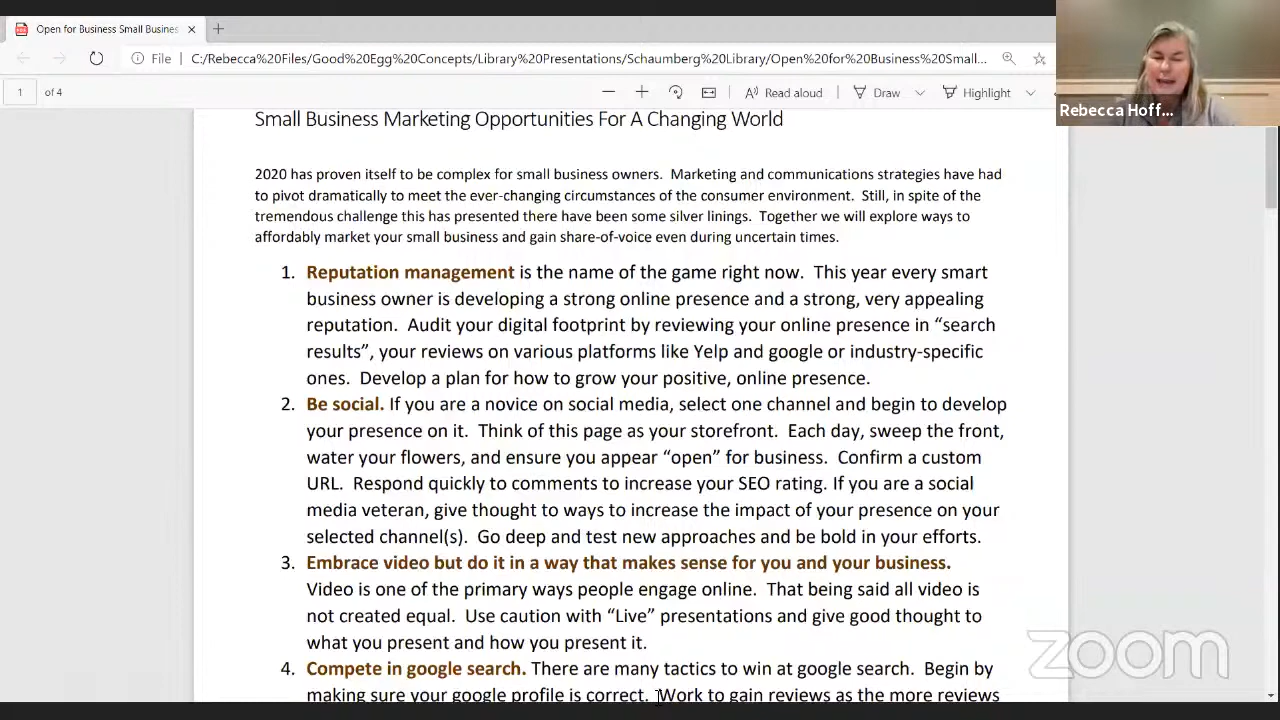 Open for Business Small Busines
File
C:/Rebecca%20Files/Good%20Egg%20Concepts/Library%20Presentations/Schaumberg%20Library/Open%20for%20Business%20Small...
1 of 4
Read aloud
Draw
Highlight
Rebecca Hoff...
Small Business Marketing Opportunities For A Changing World
2020 has proven itself to be complex for small business owners. Marketing and communications strategies have had
to pivot dramatically to meet the ever-changing circumstances of the consumer environment. Still, in spite of the
tremendous challenge this has presented there have been some silver linings. Together we will explore ways to
affordably market your small business and gain share-of-voice even during uncertain times.
1. Reputation management is the name of the game right now. This year every smart
business owner is developing a strong online presence and a strong, very appealing
reputation. Audit your digital footprint by reviewing your online presence in “search
results”, your reviews on various platforms like Yelp and google or industry-specific
ones. Develop a plan for how to grow your positive, online presence.
2. Be social. If you are a novice on social media, select one channel and begin to develop
your presence on it. Think of this page as your storefront. Each day, sweep the front,
water your flowers, and ensure you appear “open” for business. Confirm a custom
URL. Respond quickly to comments to increase your SEO rating. If you are a social
media veteran, give thought to ways to increase the impact of your presence on your
selected channel(s). Go deep and test new approaches and be bold in your efforts.
3. Embrace video but do it in a way that makes sense for you and your business.
Video is one of the primary ways people engage online. That being said all video is
not created equal. Use caution with “Live” presentations and give good thought to
what you present and how you present it.
4. Compete in google search. There are many tactics to win at google search. Begin by
making sure your google profile is correct. Work to gain reviews as the more reviews
zoom